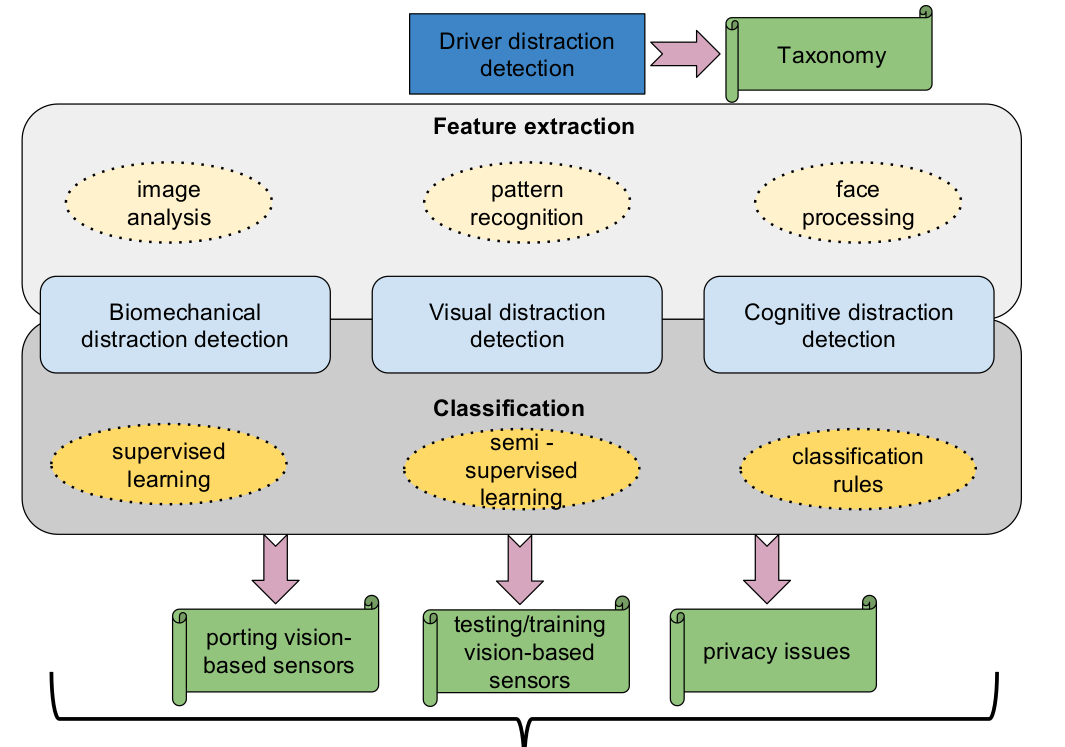 Driver distraction
detection
Taxonomy
Feature extraction
image
analysis
pattern
recognition
face
processing
Biomechanical
distraction detection
Visual distraction
detection
Cognitive distraction
detection
Classification
supervised
learning
semi -
supervised
learning
classification
rules
porting vision-
based sensors
testing/training
vision-based
sensors
privacy issues